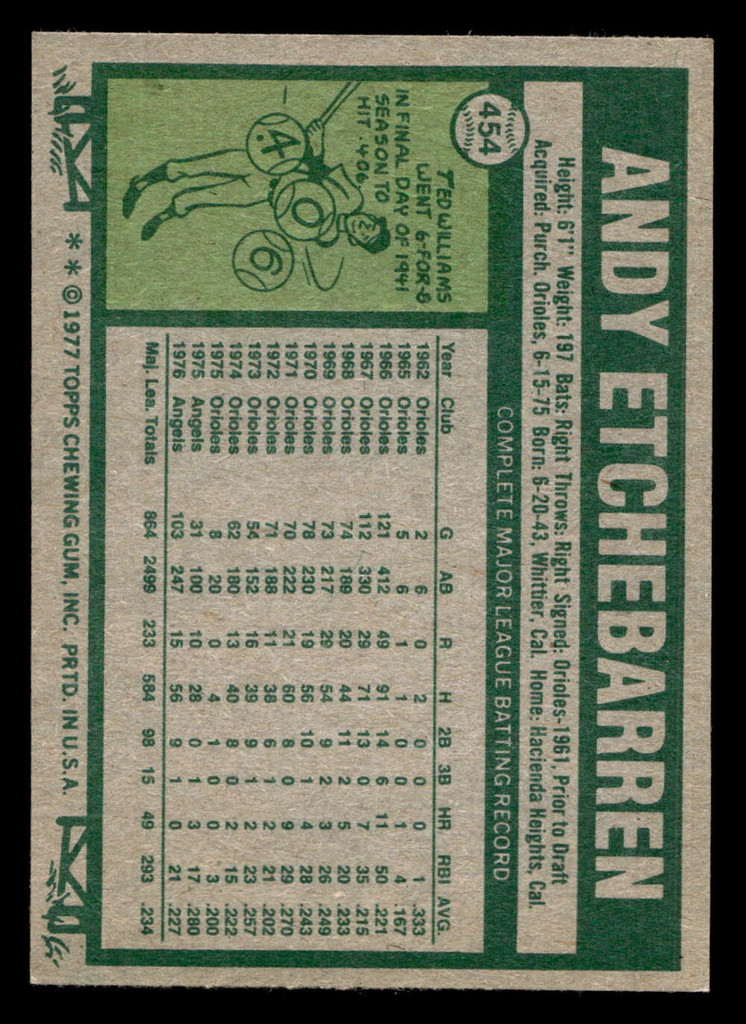 454
ANDY ETCHEBARREN
Height: 6'1" Weight: 197 Bats: Right Throws: Right Signed: Orioles-1961, Prior to Draft
Acquired: Purch. Orioles, 6-15-75 Born: 6-20-43, Whittier, Cal. Home: Hacienda Heights, Cal.
TED WILLIAMS
WENT 6-FOR-8
IN FINAL DAY OF 1941
SEASON TO
HIT .406
.4 0 6
COMPLETE MAJOR LEAGUE BATTING RECORD
Year Club G AB R H 2B 3B HR RBI AVG.
1962 Orioles 2 6 0 2 0 0 0 1 .333
1965 Orioles 5 6 1 1 0 0 1 4 .167
1966 Orioles 121 412 49 91 14 6 11 50 .221
1967 Orioles 112 330 29 71 13 0 7 35 .215
1968 Orioles 74 189 20 44 11 2 5 20 .233
1969 Orioles 73 217 29 54 9 2 3 26 .249
1970 Orioles 78 230 19 56 10 1 4 28 .243
1971 Orioles 70 222 21 60 8 0 9 29 .270
1972 Orioles 71 188 11 38 6 1 2 21 .202
1973 Orioles 54 152 16 39 9 1 2 23 .257
1974 Orioles 62 180 13 40 8 0 2 15 .222
1975 Orioles 8 20 0 4 1 0 0 3 .200
1975 Angels 31 100 10 28 0 1 3 17 .280
1976 Angels 103 247 15 56 9 1 0 21 .227
Maj. Lea. Totals 864 2499 233 584 98 15 49 293 .234
* * © 1977 TOPPS CHEWING GUM, INC. PRTD. IN U.S.A.